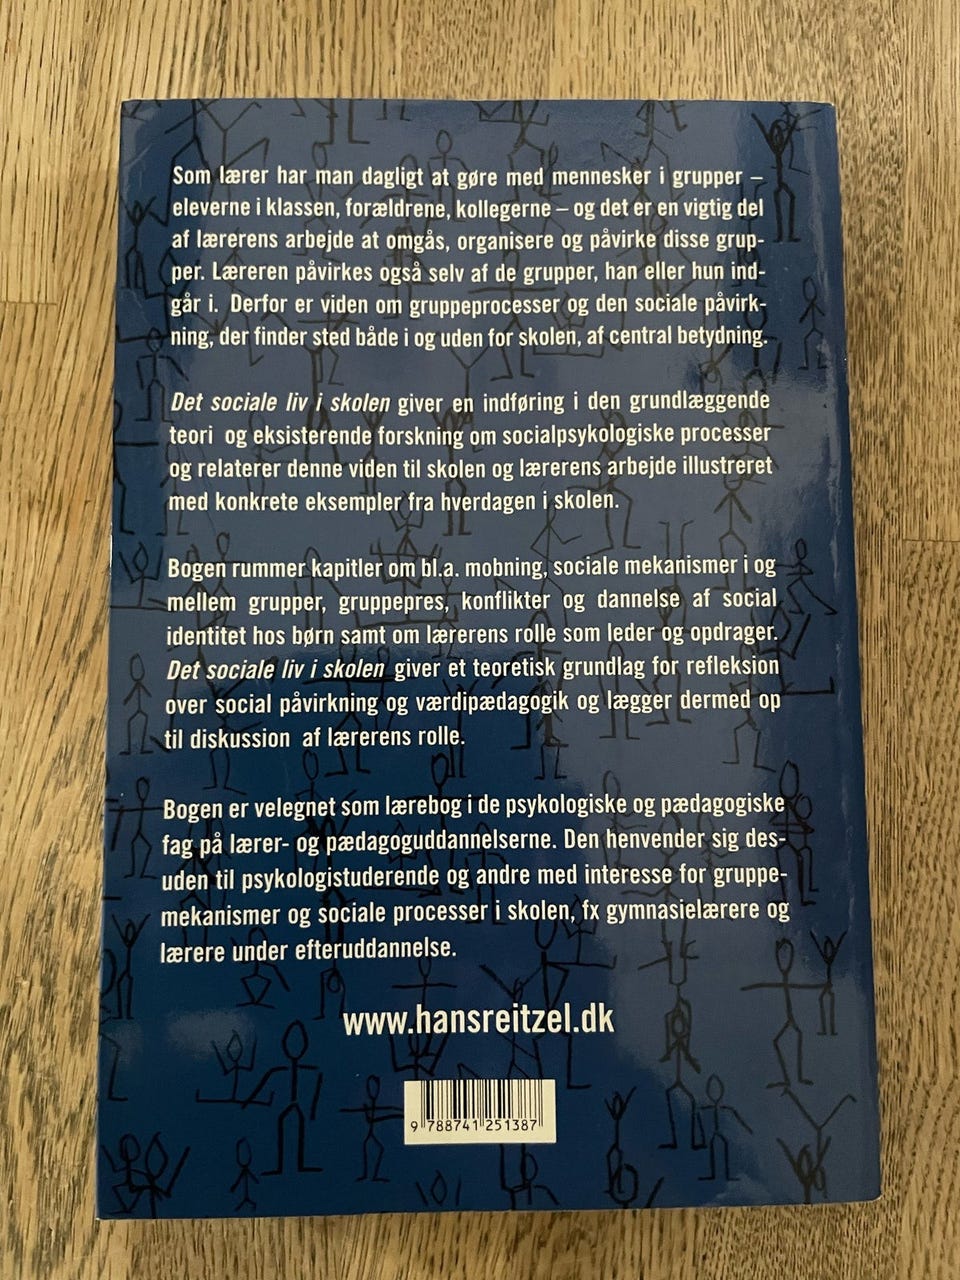 Som lærer har man dagligt at gøre med mennesker i grupper –
eleverne i klassen, forældrene, kollegerne – og det er en vigtig del
af lærerens arbejde at omgås, organisere og påvirke disse grup-
per. Læreren påvirkes også selv af de grupper, han eller hun ind-
går i. Derfor er viden om gruppeprocesser og den sociale påvirk-
ning, der finder sted både i og uden for skolen, af central betydning.
Det sociale liv i skolen giver en indføring i den grundlæggende
teori og eksisterende forskning om socialpsykologiske processer
og relaterer denne viden til skolen og lærerens arbejde illustreret
med konkrete eksempler fra hverdagen i skolen.
Bogen rummer kapitler om bl.a. mobning, sociale mekanismer i og
mellem grupper, gruppepres, konflikter og dannelse af social
identitet hos børn samt om lærerens rolle som leder og opdrager.
Det sociale liv i skolen giver et teoretisk grundlag for refleksion
over social påvirkning og værdipædagogik og lægger dermed op
til diskussion af lærerens rolle.
Bogen er velegnet som lærebog i de psykologiske og pædagogiske
fag på lærer- og pædagoguddannelserne. Den henvender sig des-
uden til psykologistuderende og andre med interesse for gruppe-
mekanismer og sociale processer i skolen, fx gymnasielærere og
lærere under efteruddannelse.
www.hansreitzel.dk
9 788741 251387